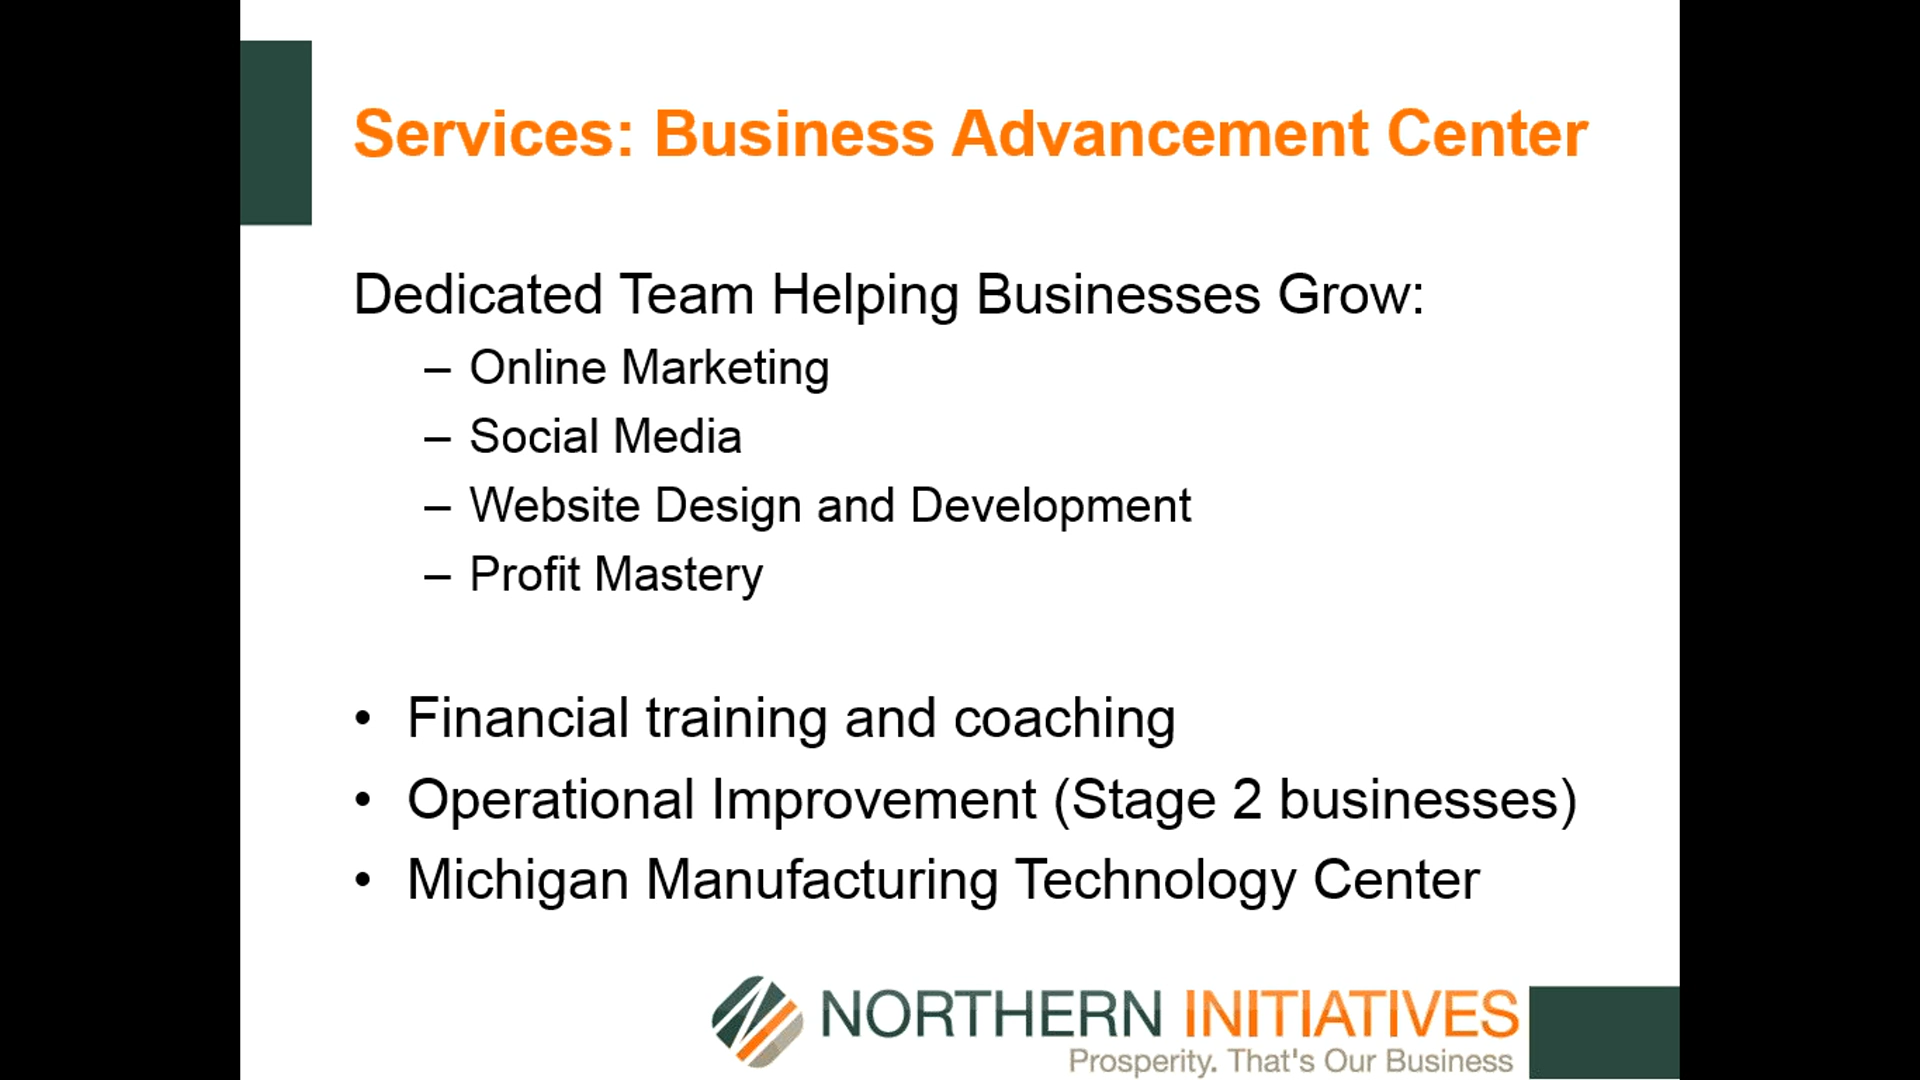 Services: Business Advancement Center
Dedicated Team Helping Businesses Grow:
– Online Marketing
– Social Media
– Website Design and Development
– Profit Mastery
• Financial training and coaching
• Operational Improvement (Stage 2 businesses)
• Michigan Manufacturing Technology Center
NORTHERN INITIATIVES
Prosperity. That's Our Business